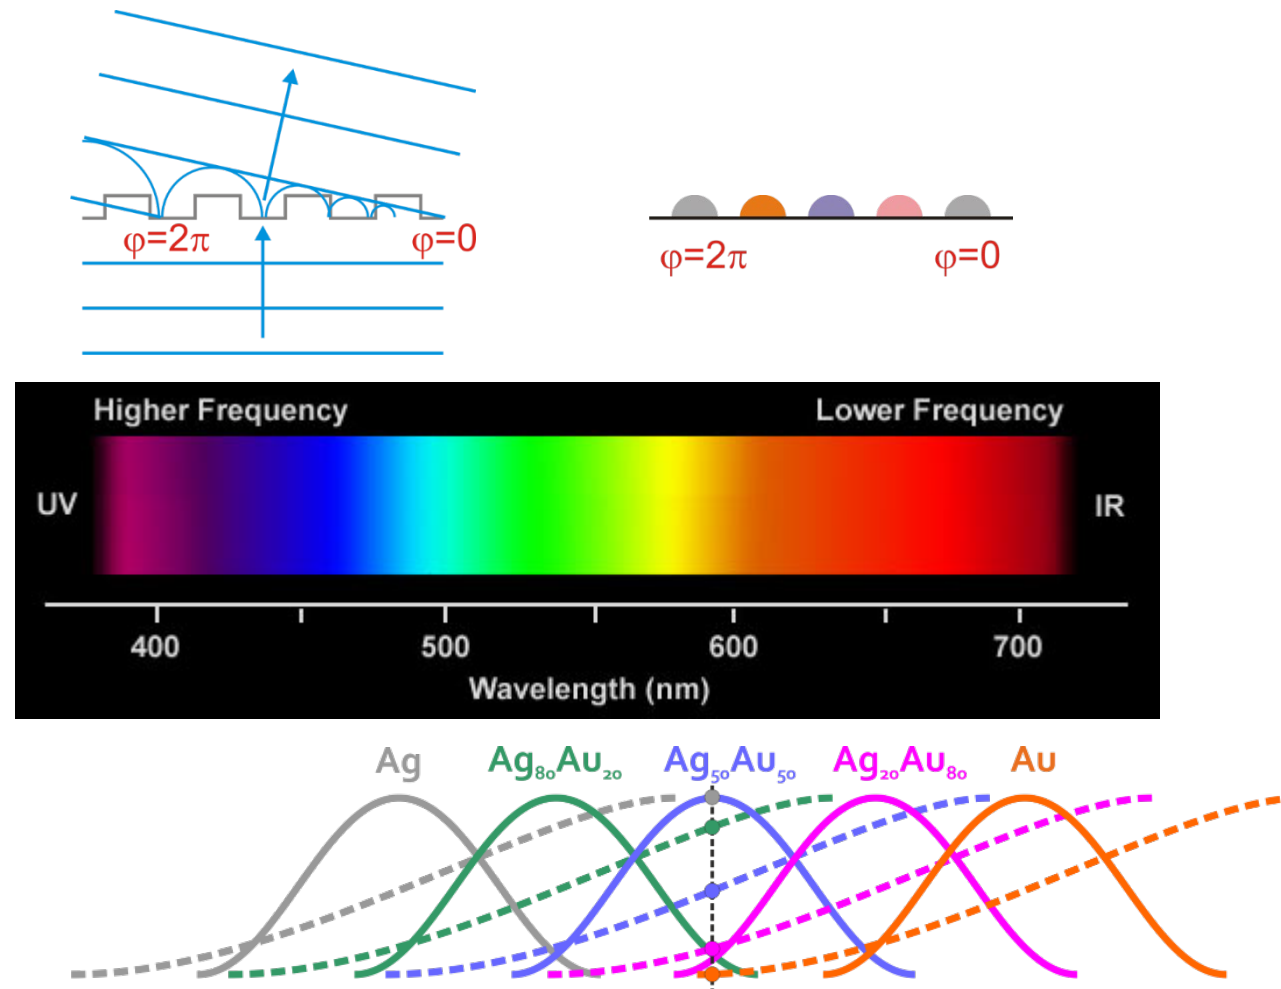 φ=2π φ=0
φ=2π φ=0
Higher Frequency Lower Frequency
UV IR
400 500 600 700
Wavelength (nm)
Ag Ag₈₀Au₂₀ Ag₅₀Au₅₀ Ag₂₀Au₈₀ Au